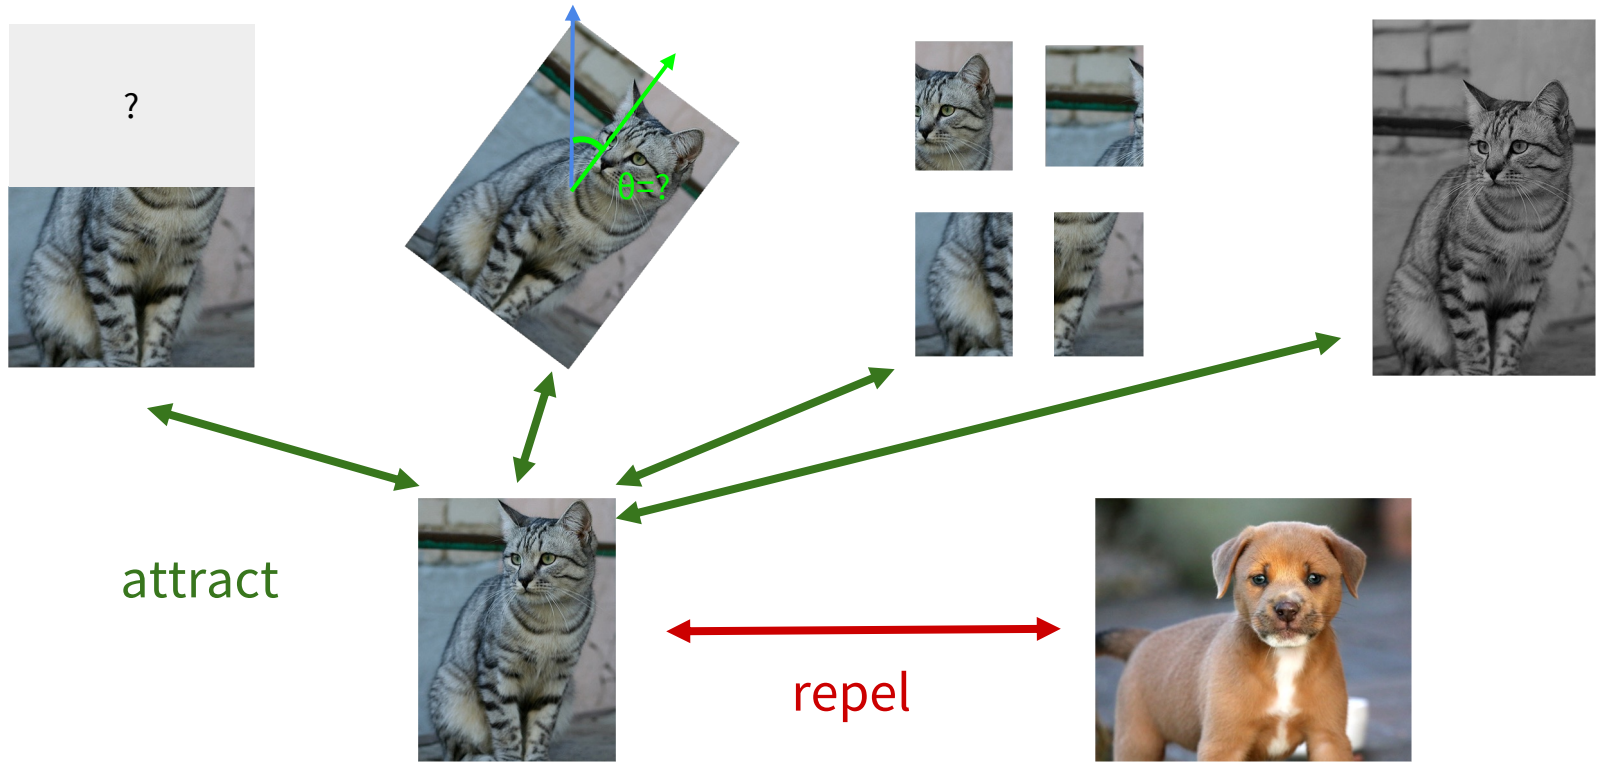 ?
θ=?
attract
repel